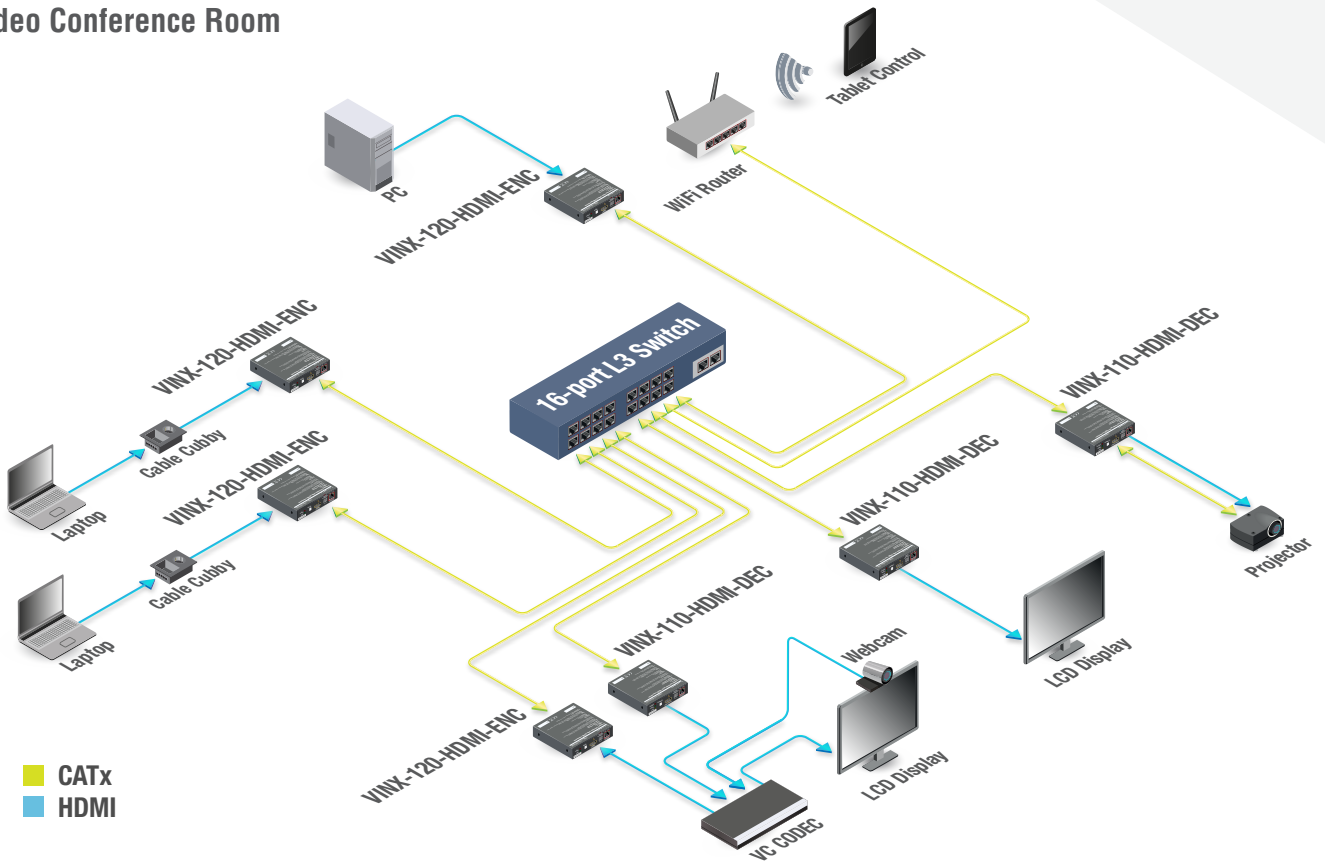 deo Conference Room
Tablet Control
WiFi Router
PC
VINX-120-HDMI-ENC
16-port L3 Switch
VINX-120-HDMI-ENC
Cable Cubby
Laptop
VINX-120-HDMI-ENC
Cable Cubby
Laptop
VINX-110-HDMI-DEC
Projector
VINX-110-HDMI-DEC
LCD Display
VINX-110-HDMI-DEC
Webcam
LCD Display
VINX-120-HDMI-ENC
VC CODEC
CATx
HDMI